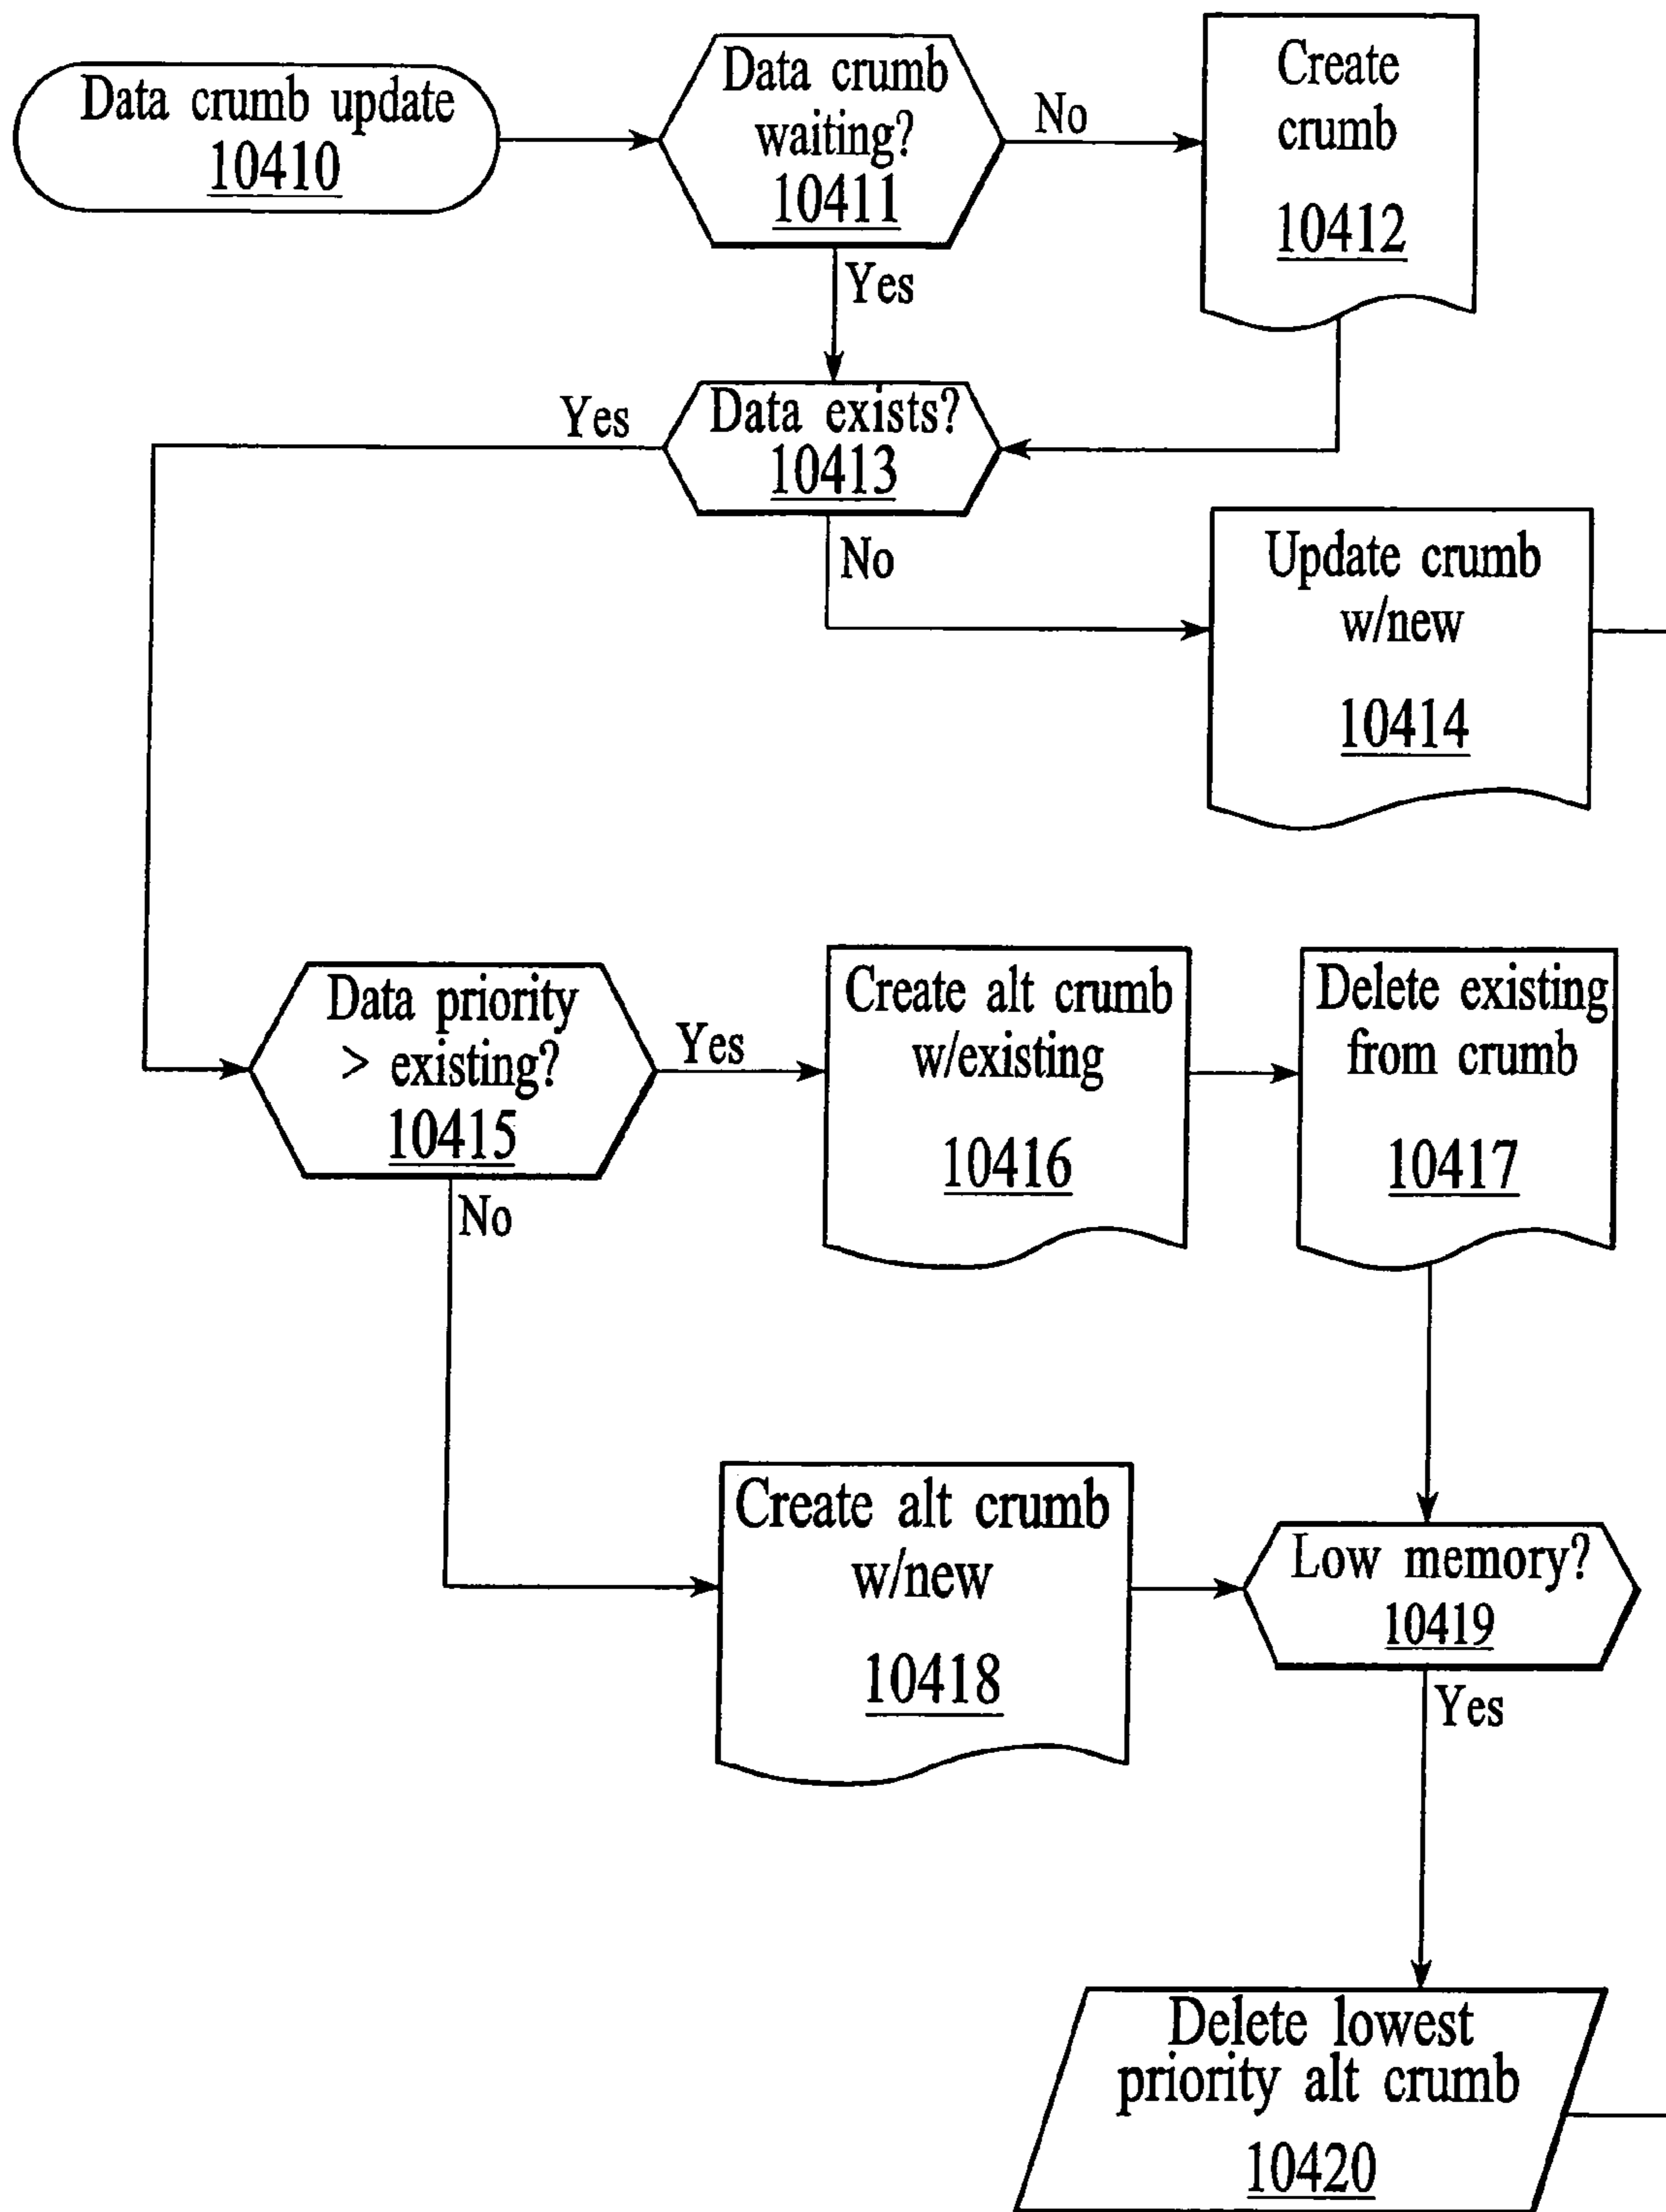 Data crumb update
10410
Data crumb
waiting?
10411
No
Create
crumb
10412
Yes
Data exists?
10413
Yes
No
Update crumb
w/new
10414
Data priority
> existing?
10415
Yes
Create alt crumb
w/existing
10416
Delete existing
from crumb
10417
No
Create alt crumb
w/new
10418
Low memory?
10419
Yes
Delete lowest
priority alt crumb
10420